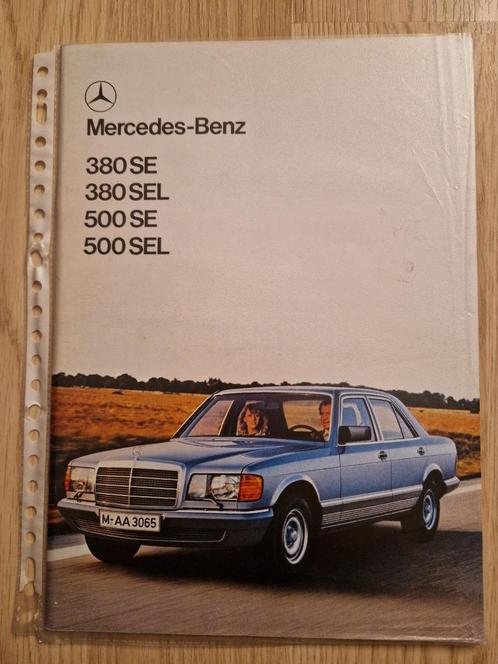 Mercedes-Benz
380 SE
380 SEL
500 SE
500 SEL
M-AA 3065